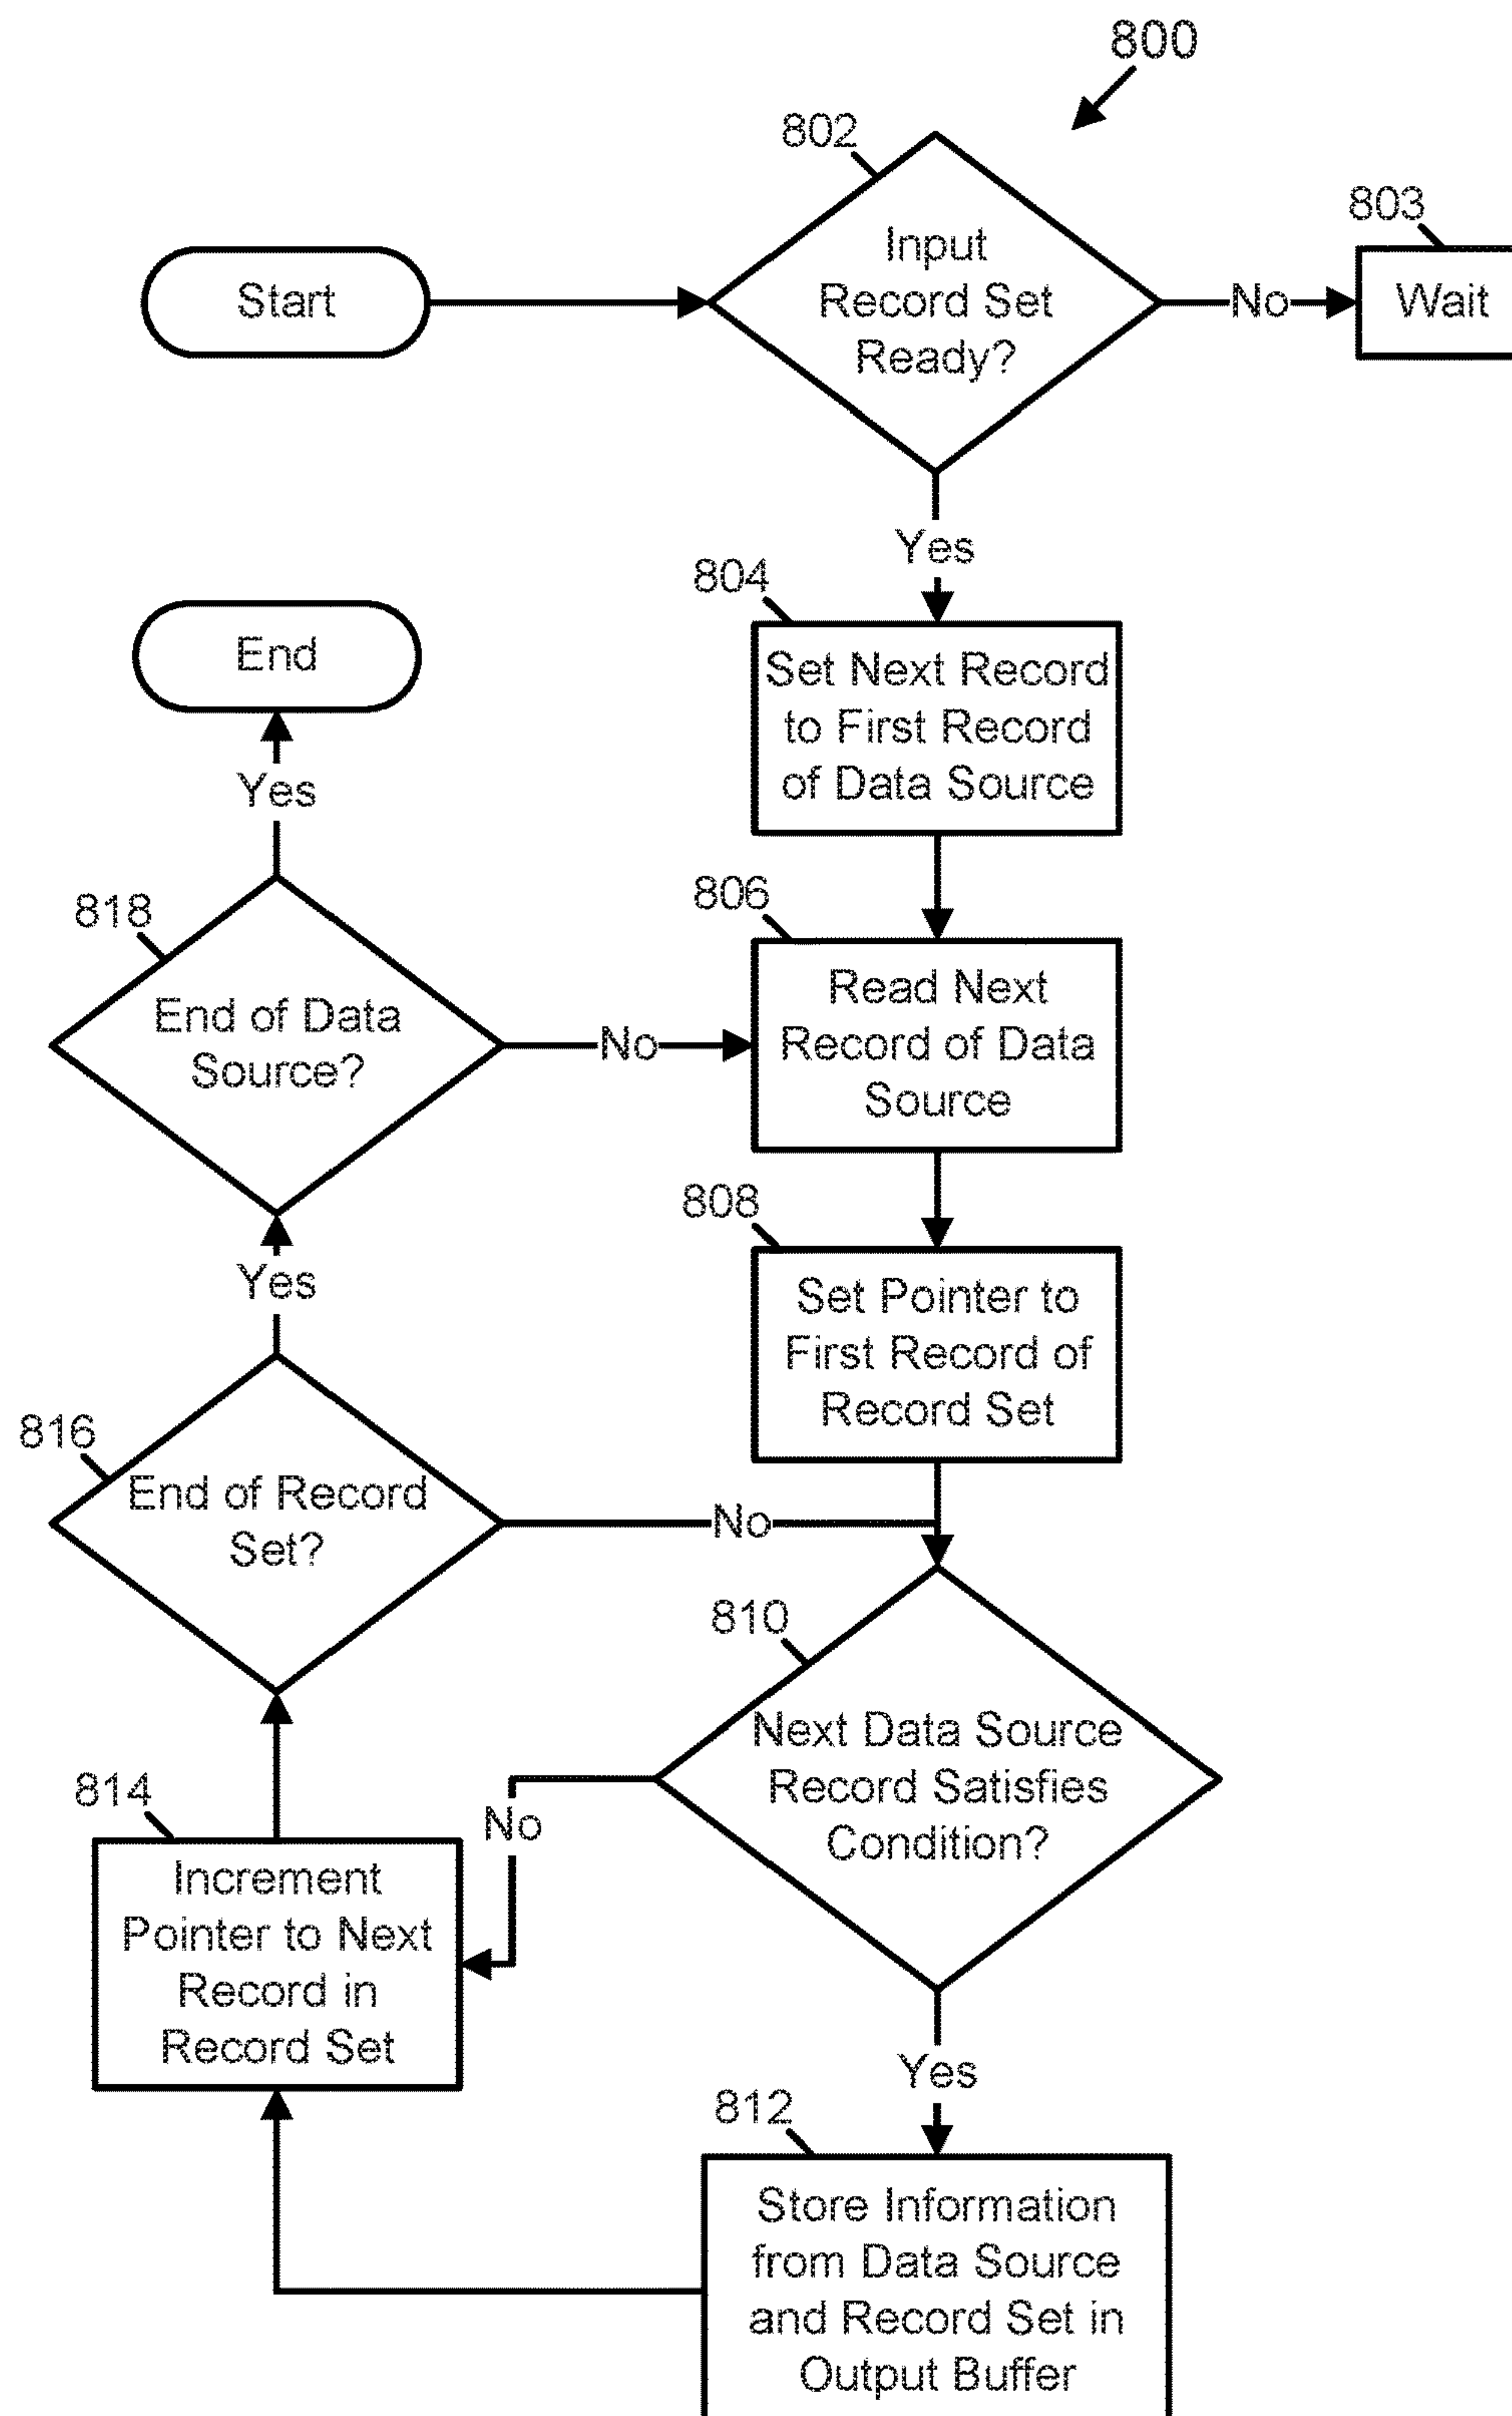 800
802
803
Start
Input
Record Set
Ready?
No
Wait
Yes
804
End
Set Next Record
to First Record
of Data Source
Yes
818
806
End of Data
Source?
No
Read Next
Record of Data
Source
808
Yes
Set Pointer to
First Record of
Record Set
816
End of Record
Set?
No
810
Next Data Source
Record Satisfies
Condition?
814
No
Increment
Pointer to Next
Record in
Record Set
Yes
812
Store Information
from Data Source
and Record Set in
Output Buffer